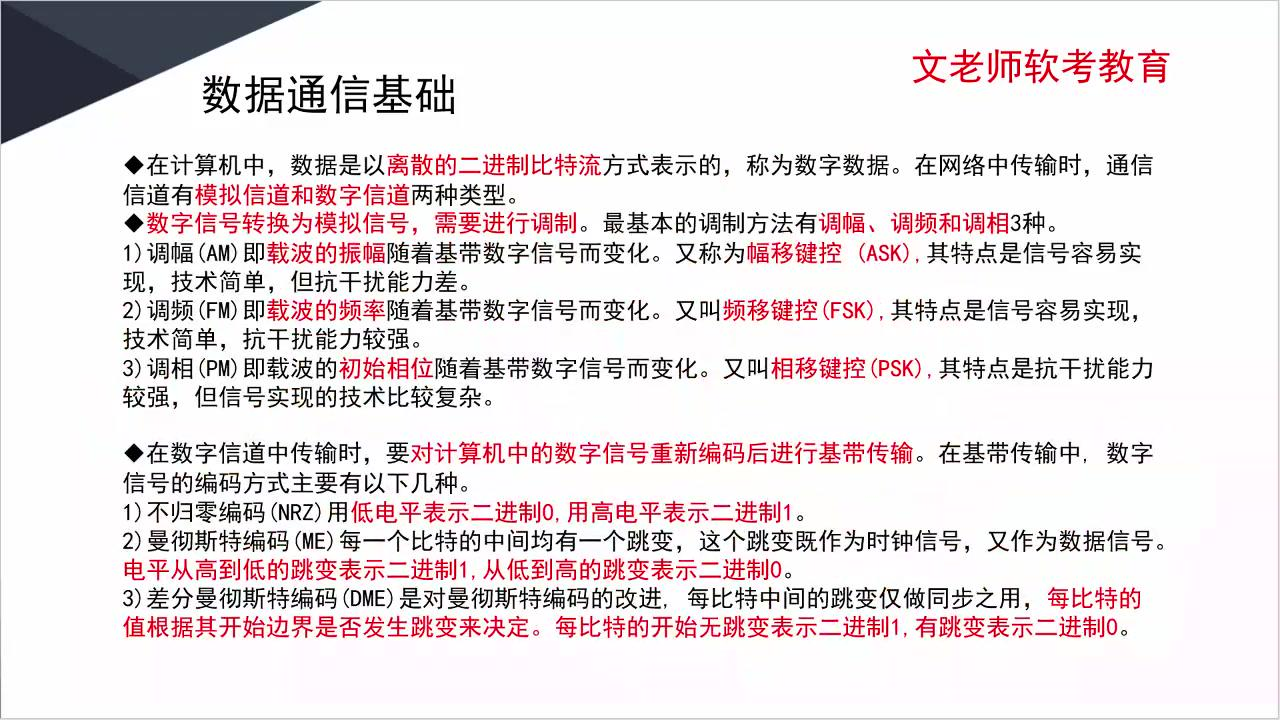 文老师软考教育
数据通信基础
◆在计算机中，数据是以离散的二进制比特流方式表示的，称为数字数据。在网络中传输时，通信
信道有模拟信道和数字信道两种类型。
◆数字信号转换为模拟信号，需要进行调制。最基本的调制方法有调幅、调频和调相3种。
1)调幅(AM)即载波的振幅随着基带数字信号而变化。又称为幅移键控 (ASK),其特点是信号容易实
现，技术简单，但抗干扰能力差。
2)调频(FM)即载波的频率随着基带数字信号而变化。又叫频移键控(FSK),其特点是信号容易实现，
技术简单，抗干扰能力较强。
3)调相(PM)即载波的初始相位随着基带数字信号而变化。又叫相移键控(PSK),其特点是抗干扰能力
较强，但信号实现的技术比较复杂。
◆在数字信道中传输时，要对计算机中的数字信号重新编码后进行基带传输。在基带传输中, 数字
信号的编码方式主要有以下几种。
1)不归零编码(NRZ)用低电平表示二进制0,用高电平表示二进制1。
2)曼彻斯特编码(ME)每一个比特的中间均有一个跳变，这个跳变既作为时钟信号，又作为数据信号。
电平从高到低的跳变表示二进制1,从低到高的跳变表示二进制0。
3)差分曼彻斯特编码(DME)是对曼彻斯特编码的改进, 每比特中间的跳变仅做同步之用，每比特的
值根据其开始边界是否发生跳变来决定。每比特的开始无跳变表示二进制1,有跳变表示二进制0。